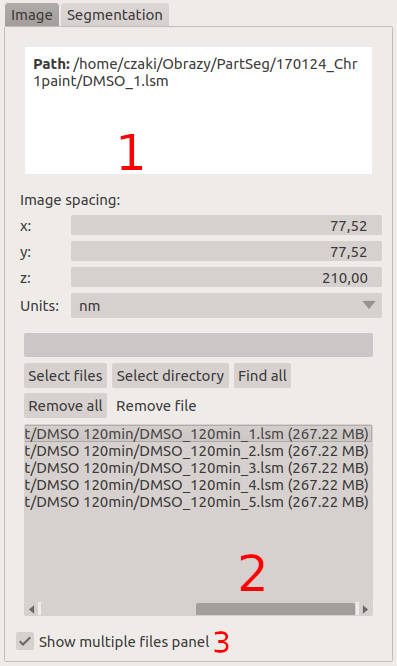 Image Segmentation
Path: /home/czaki/Obrazy/PartSeg/170124_Chr
1paint/DMSO_1.lsm
1
Image spacing:
x: 77,52
y: 77,52
z: 210,00
Units: nm
Select files Select directory Find all
Remove all Remove file
t/DMSO 120min/DMSO_120min_1.lsm (267.22 MB)
t/DMSO 120min/DMSO_120min_2.lsm (267.22 MB)
t/DMSO 120min/DMSO_120min_3.lsm (267.22 MB)
t/DMSO 120min/DMSO_120min_4.lsm (267.22 MB)
t/DMSO 120min/DMSO_120min_5.lsm (267.22 MB)
2
Show multiple files panel 3